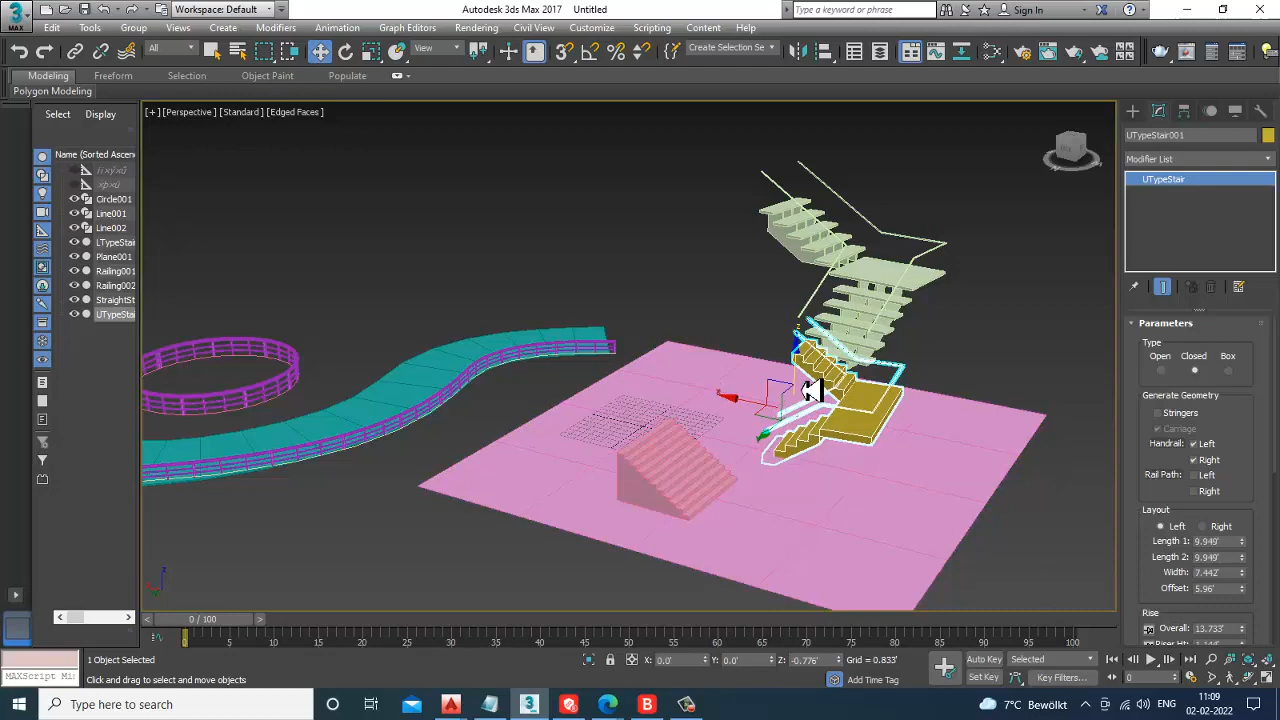 Workspace: Default
Autodesk 3ds Max 2017    Untitled
Type a keyword or phrase
Sign In
MAX
Edit Tools Group Views Create Modifiers Animation Graph Editors Rendering Civil View Customize Scripting Content Help
All
View
Create Selection Se
Modeling Freeform Selection Object Paint Populate
Polygon Modeling
Select Display
[+] [Perspective] [Standard] [Edged Faces]
Name (Sorted Ascen
Circle001
Line001
Line002
LTypeStair
Plane001
Railing001
Railing002
StraightSt
UTypeStai
UTypeStair001
Modifier List
UTypeStair
Parameters
Type
Open Closed Box
Generate Geometry
Stringers
Carriage
Handrail: Left
Right
Rail Path: Left
Right
Layout
Left Right
Length 1: 9.949'
Length 2: 9.949'
Width: 7.442'
Offset: 5.96'
Rise
Overall: 13.733'
0 / 100
0 5 10 15 20 25 30 35 40 45 50 55 60 65 70 75 80 85 90 95 100
1 Object Selected
X: 0.0' Y: 0.0' Z: -0.776' Grid = 0.833'
Auto Key Selected
MAXScript Mi:
Click and drag to select and move objects
Add Time Tag
Set Key Key Filters...
0
Type here to search
7°C Bewölkt
ENG
11:09
02-02-2022